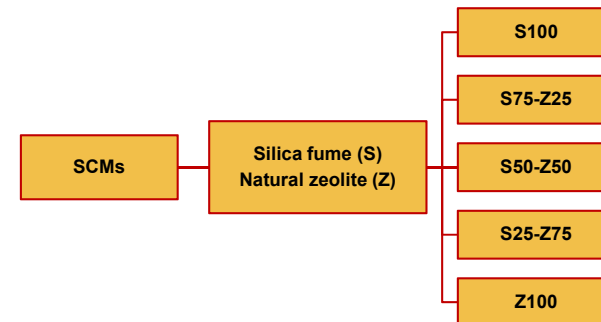 SCMs
Silica fume (S)
Natural zeolite (Z)
S100
S75-Z25
S50-Z50
S25-Z75
Z100